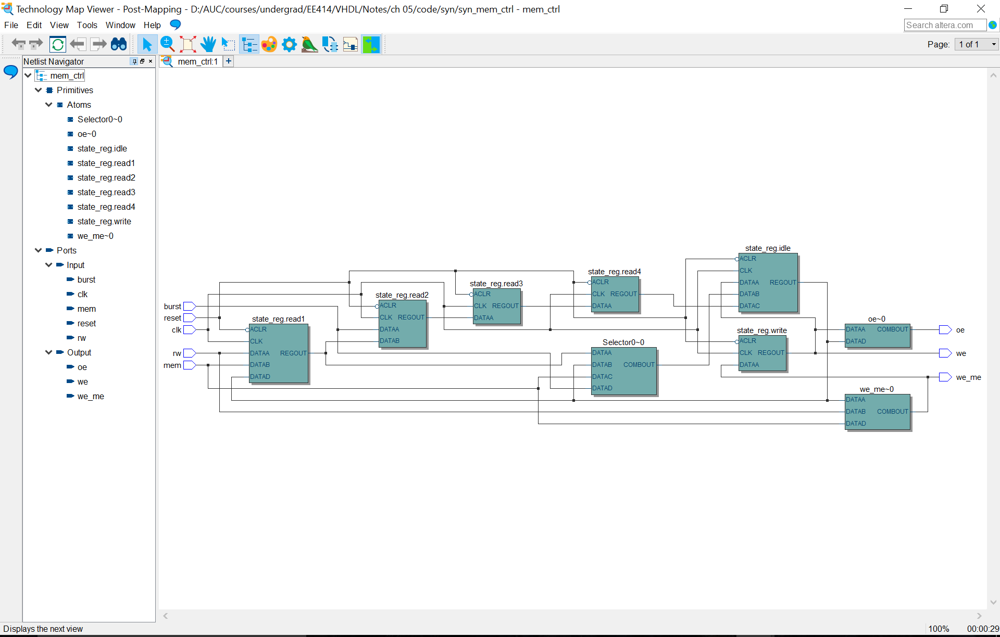 Technology Map Viewer - Post-Mapping - D:/AUC/courses/undergrad/EE414/VHDL/Notes/ch 05/code/syn/syn_mem_ctrl - mem_ctrl
File Edit View Tools Window Help
Search altera.com
Page: 1 of 1
Netlist Navigator
mem_ctrl:1
+
mem_ctrl
Primitives
Atoms
Selector0~0
oe~0
state_reg.idle
state_reg.read1
state_reg.read2
state_reg.read3
state_reg.read4
state_reg.write
we_me~0
Ports
Input
burst
clk
mem
reset
rw
Output
oe
we
we_me
burst
reset
clk
rw
mem
state_reg.read1
ACLR
CLK
DATAA REGOUT
DATAB
DATAD
state_reg.read2
ACLR
CLK REGOUT
DATAA
DATAB
state_reg.read3
ACLR
CLK REGOUT
DATAA
state_reg.read4
ACLR
CLK REGOUT
DATAA
Selector0~0
DATAA
DATAB COMBOUT
DATAC
DATAD
state_reg.idle
ACLR
CLK
DATAA REGOUT
DATAB
DATAC
state_reg.write
ACLR
CLK REGOUT
DATAA
oe~0
DATAA COMBOUT
DATAD
we_me~0
DATAA
DATAB COMBOUT
DATAD
oe
we
we_me
Displays the next view
100% 00:00:29